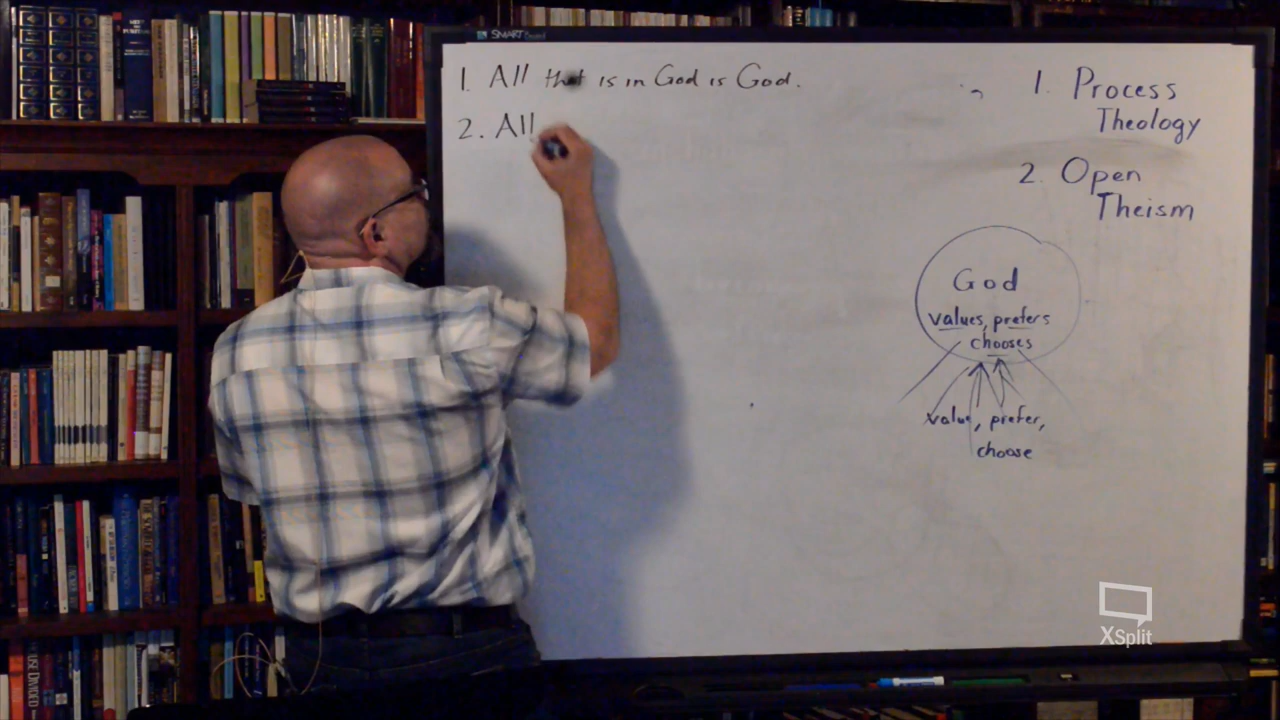 SMART Board
1. All that is in God is God.
2. All
1. Process
Theology
2. Open
Theism
God
values, prefers
chooses
value, prefer,
choose
XSplit